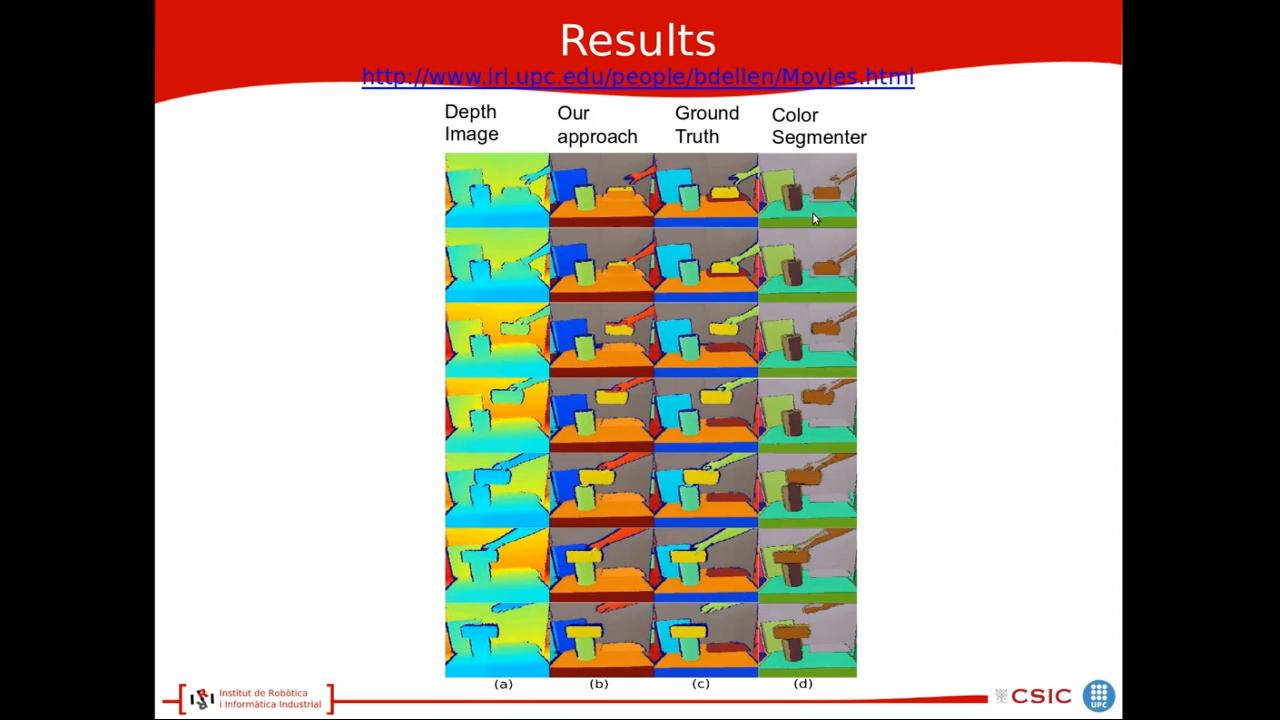 Results
http://www.iri.upc.edu/people/bdellen/Movies.html
Depth
Image
Our
approach
Ground
Truth
Color
Segmenter
(a)
(b)
(c)
(d)
IRI
Institut de Robòtica
i Informàtica Industrial
CSIC
UPC